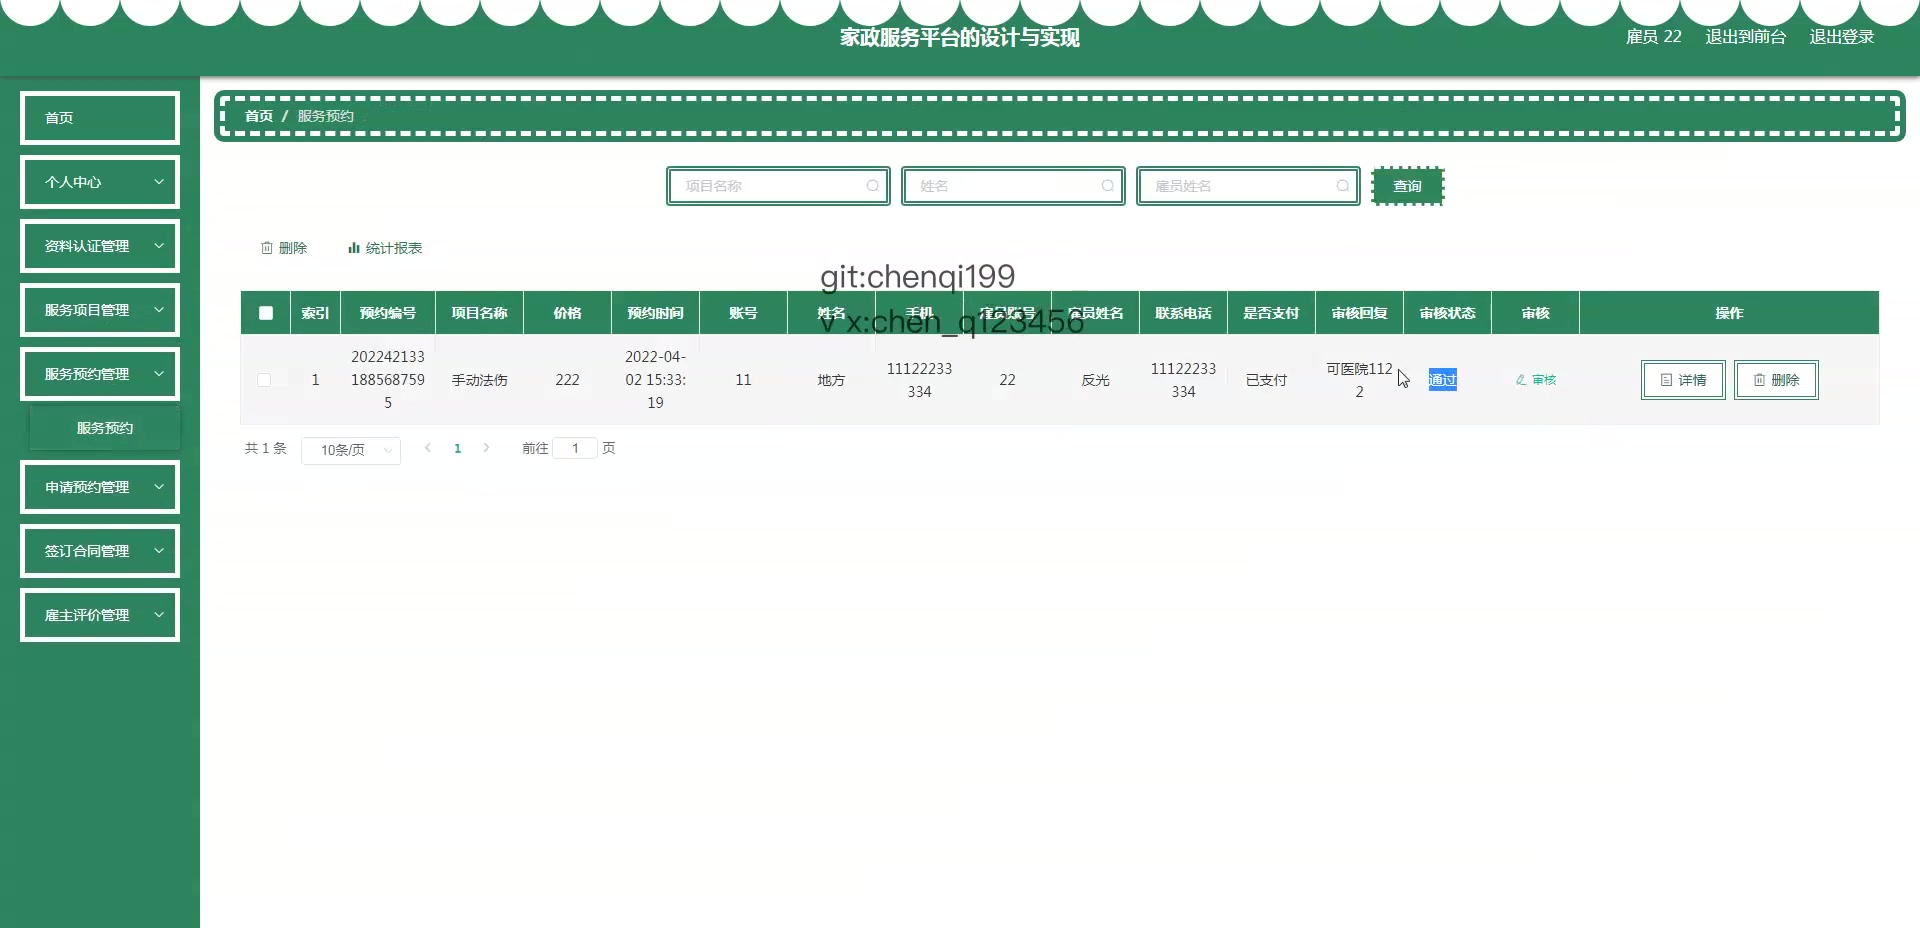 家政服务平台的设计与实现
雇员 22
退出到前台
退出登录
首页
个人中心
资料认证管理
服务项目管理
服务预约管理
服务预约
申请预约管理
签订合同管理
雇主评价管理
首页 / 服务预约
项目名称
姓名
雇员姓名
查询
删除
统计报表
git:chenqi199
v x:chen_q123456
索引 预约编号 项目名称 价格 预约时间 账号 姓名 手机 雇员账号 雇员姓名 联系电话 是否支付 审核回复 审核状态 审核 操作
1
202242133
188568759
5
手动法伤
222
2022-04-
02 15:33:
19
11
地方
11122233
334
22
反光
11122233
334
已支付
可医院112
2
通过
审核
详情
删除
共 1 条
10条/页
1
前往 1 页